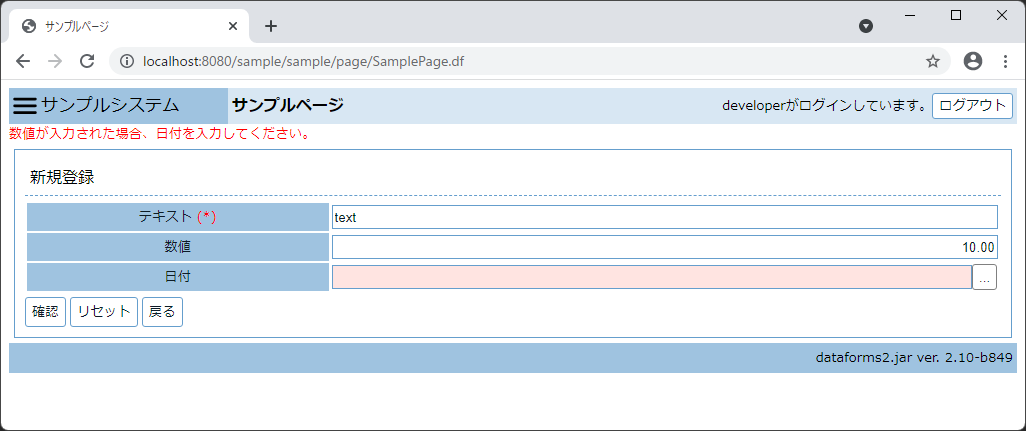 サンプルページ
localhost:8080/sample/sample/page/SamplePage.df
サンプルシステム サンプルページ developerがログインしています。 ログアウト
数値が入力された場合、日付を入力してください。
新規登録
テキスト (*) text
数値 10.00
日付 ...
確認 リセット 戻る
dataforms2.jar ver. 2.10-b849